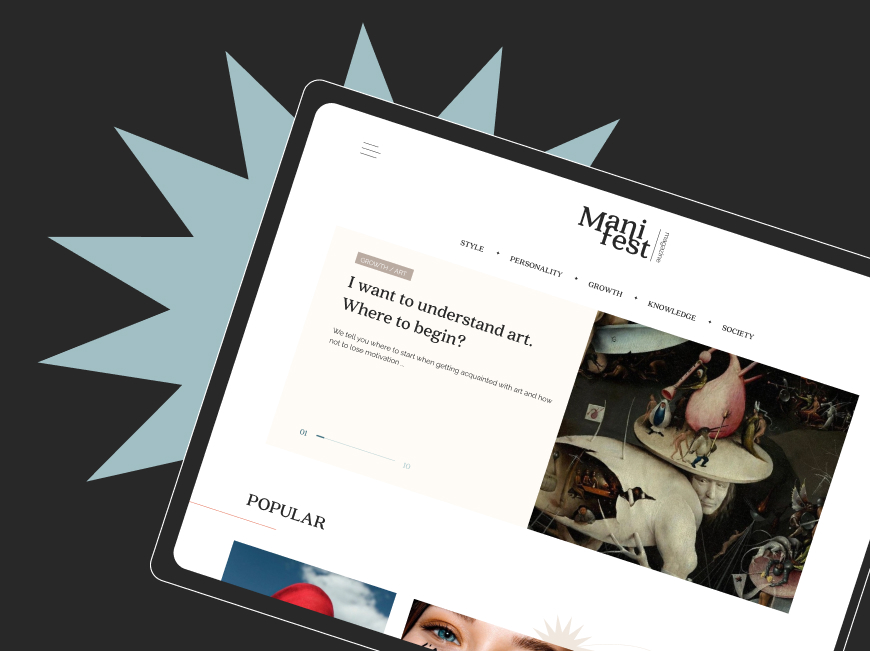 Mani
fest
magazine
STYLE • PERSONALITY • GROWTH • KNOWLEDGE • SOCIETY
GROWTH / ART
I want to understand art.
Where to begin?
We tell you where to start when getting acquainted with art and how
not to lose motivation...
01
10
POPULAR